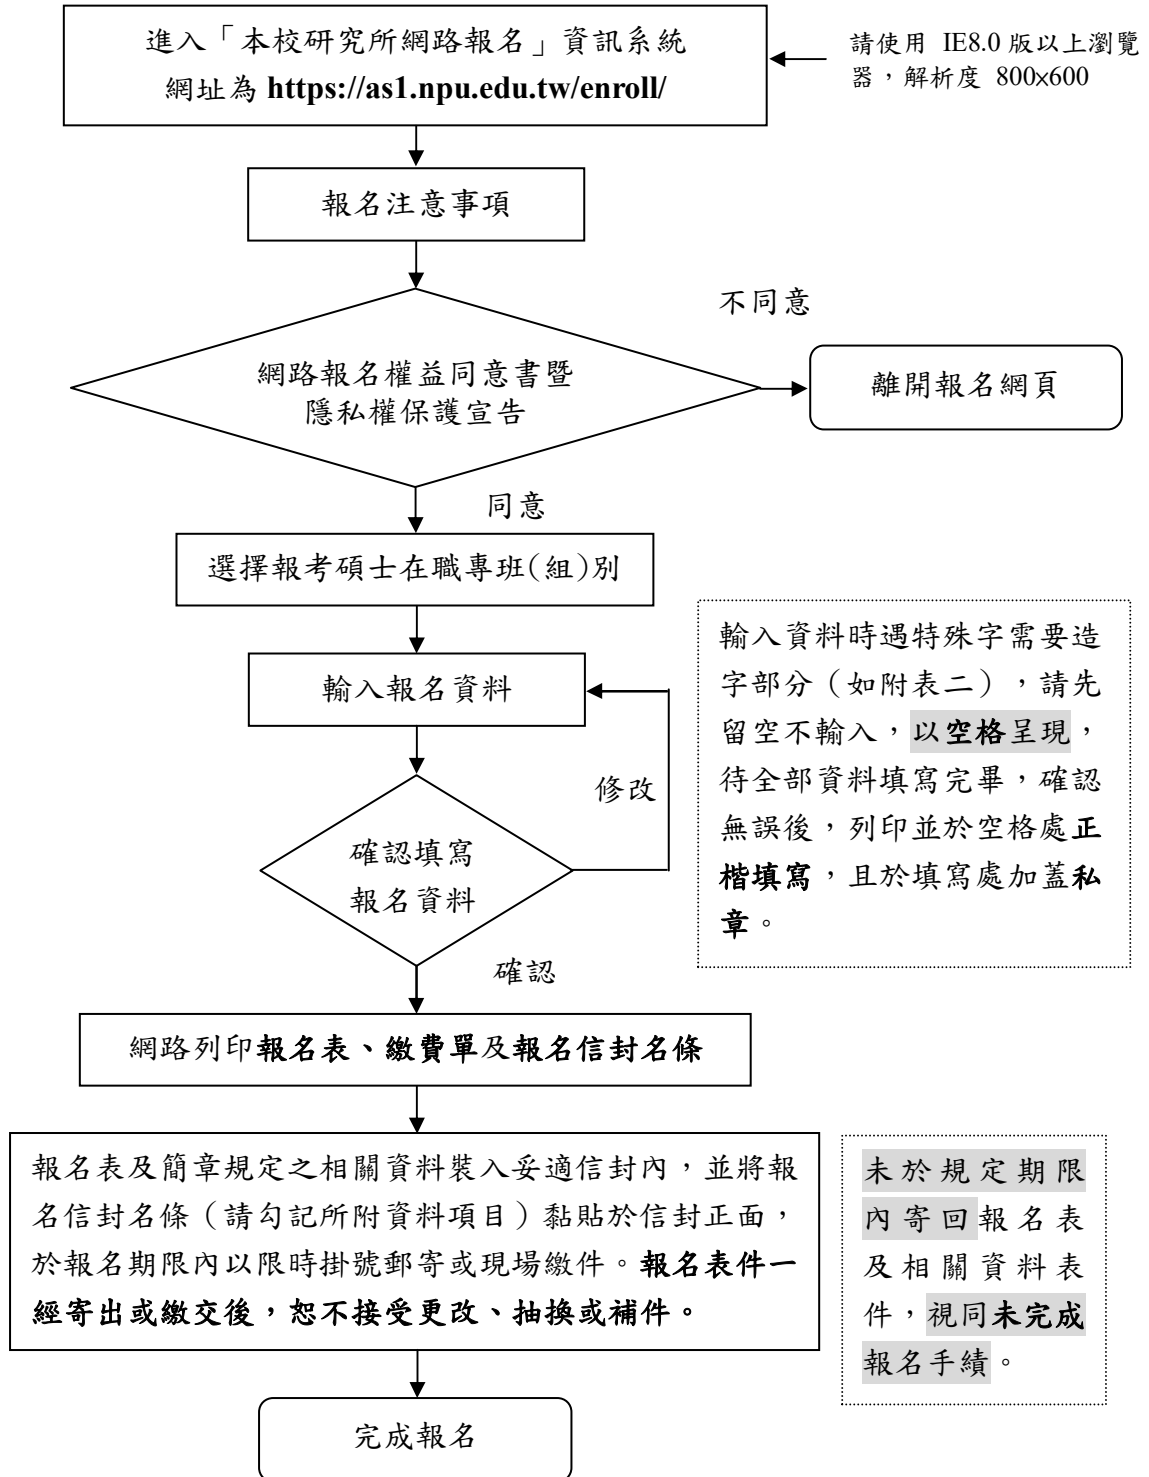 進入「本校研究所網路報名」資訊系統
網址為 https://as1.npu.edu.tw/enroll/
請使用 IE8.0 版以上瀏覽
器，解析度 800×600
報名注意事項
不同意
網路報名權益同意書暨
隱私權保護宣告
離開報名網頁
同意
選擇報考碩士在職專班(組)別
輸入報名資料
輸入資料時遇特殊字需要造
字部分（如附表二），請先
留空不輸入，以空格呈現，
待全部資料填寫完畢，確認
無誤後，列印並於空格處正
楷填寫，且於填寫處加蓋私
章。
修改
確認填寫
報名資料
確認
網路列印報名表、繳費單及報名信封名條
報名表及簡章規定之相關資料裝入妥適信封內，並將報
名信封名條（請勾記所附資料項目）黏貼於信封正面，
於報名期限內以限時掛號郵寄或現場繳件。報名表件一
經寄出或繳交後，恕不接受更改、抽換或補件。
未於規定期限
內寄回報名表
及相關資料表
件，視同未完成
報名手續。
完成報名